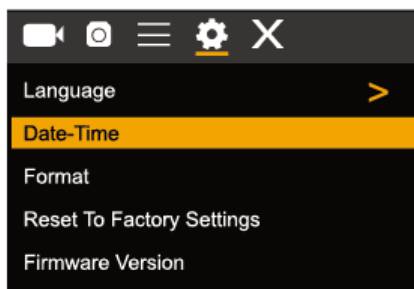 Language
Date-Time
Format
Reset To Factory Settings
Firmware Version